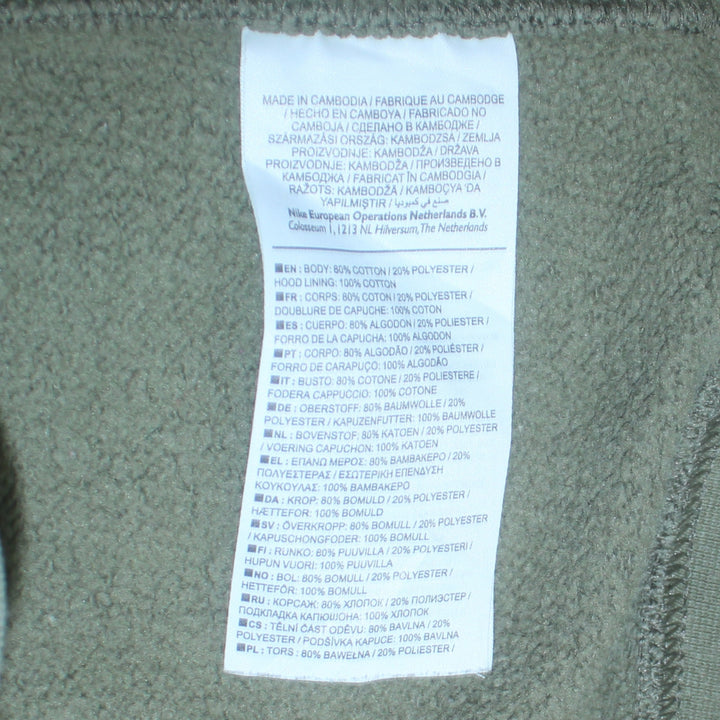 MADE IN CAMBODIA / FABRIQUE AU CAMBODGE
/ HECHO EN CAMBOYA / FABRICADO NO
CAMBOJA / СДЕЛАНО В КАМБОДЖЕ /
SZÁRMAZÁSI ORSZÁG: KAMBODZSA / ZEMLJA
PROIZVODNJE: KAMBODŽA / DRŽAVA
PROIZVODNJE: KAMBODŽA / ПРОИЗВЕДЕНО В
КАМБОДЖА / FABRICAT ÎN CAMBODGIA /
RAŽOTS: KAMBODŽĀ / KAMBOÇYA 'DA
YAPILMIŞTIR / صنع في كمبوديا
Nike European Operations Netherlands B.V.
Colosseum 1, 1213 NL Hilversum, The Netherlands
EN : BODY: 80% COTTON / 20% POLYESTER /
HOOD LINING: 100% COTTON
FR : CORPS: 80% COTON / 20% POLYESTER /
DOUBLURE DE CAPUCHE: 100% COTON
ES : CUERPO: 80% ALGODON / 20% POLIESTER /
FORRO DE LA CAPUCHA: 100% ALGODON
PT : CORPO: 80% ALGODÃO / 20% POLIÉSTER /
FORRO DE CARAPUÇO: 100% ALGODÃO
IT : BUSTO: 80% COTONE / 20% POLIESTERE /
FODERA CAPPUCCIO: 100% COTONE
DE : OBERSTOFF: 80% BAUMWOLLE / 20%
POLYESTER / KAPUZENFUTTER: 100% BAUMWOLLE
NL : BOVENSTOF: 80% KATOEN / 20% POLYESTER
/ VOERING CAPUCHON: 100% KATOEN
EL : ΕΠΑΝΩ ΜΕΡΟΣ: 80% ΒΑΜΒΑΚΕΡΟ / 20%
ΠΟΛΥΕΣΤΕΡΑΣ / ΕΣΩΤΕΡΙΚΗ ΕΠΕΝΔΥΣΗ
ΚΟΥΚΟΥΛΑΣ: 100% ΒΑΜΒΑΚΕΡΟ
DA : KROP: 80% BOMULD / 20% POLYESTER /
HÆTTEFOR: 100% BOMULD
SV : ÖVERKROPP: 80% BOMULL / 20% POLYESTER
/ KAPUSCHONGFODER: 100% BOMULL
FI : RUNKO: 80% PUUVILLA / 20% POLYESTERI /
HUPUN VUORI: 100% PUUVILLA
NO : BOL: 80% BOMULL / 20% POLYESTER /
HETTEFÔR: 100% BOMULL
RU : КОРСАЖ: 80% ХЛОПОК / 20% ПОЛИЭСТЕР /
ПОДКЛАДКА КАПЮШОНА: 100% ХЛОПОК
CS : TĚLNÍ ČÁST ODĚVU: 80% BAVLNA / 20%
POLYESTER / PODŠÍVKA KAPUCE: 100% BAVLNA
PL : TORS: 80% BAWEŁNA / 20% POLYESTER /